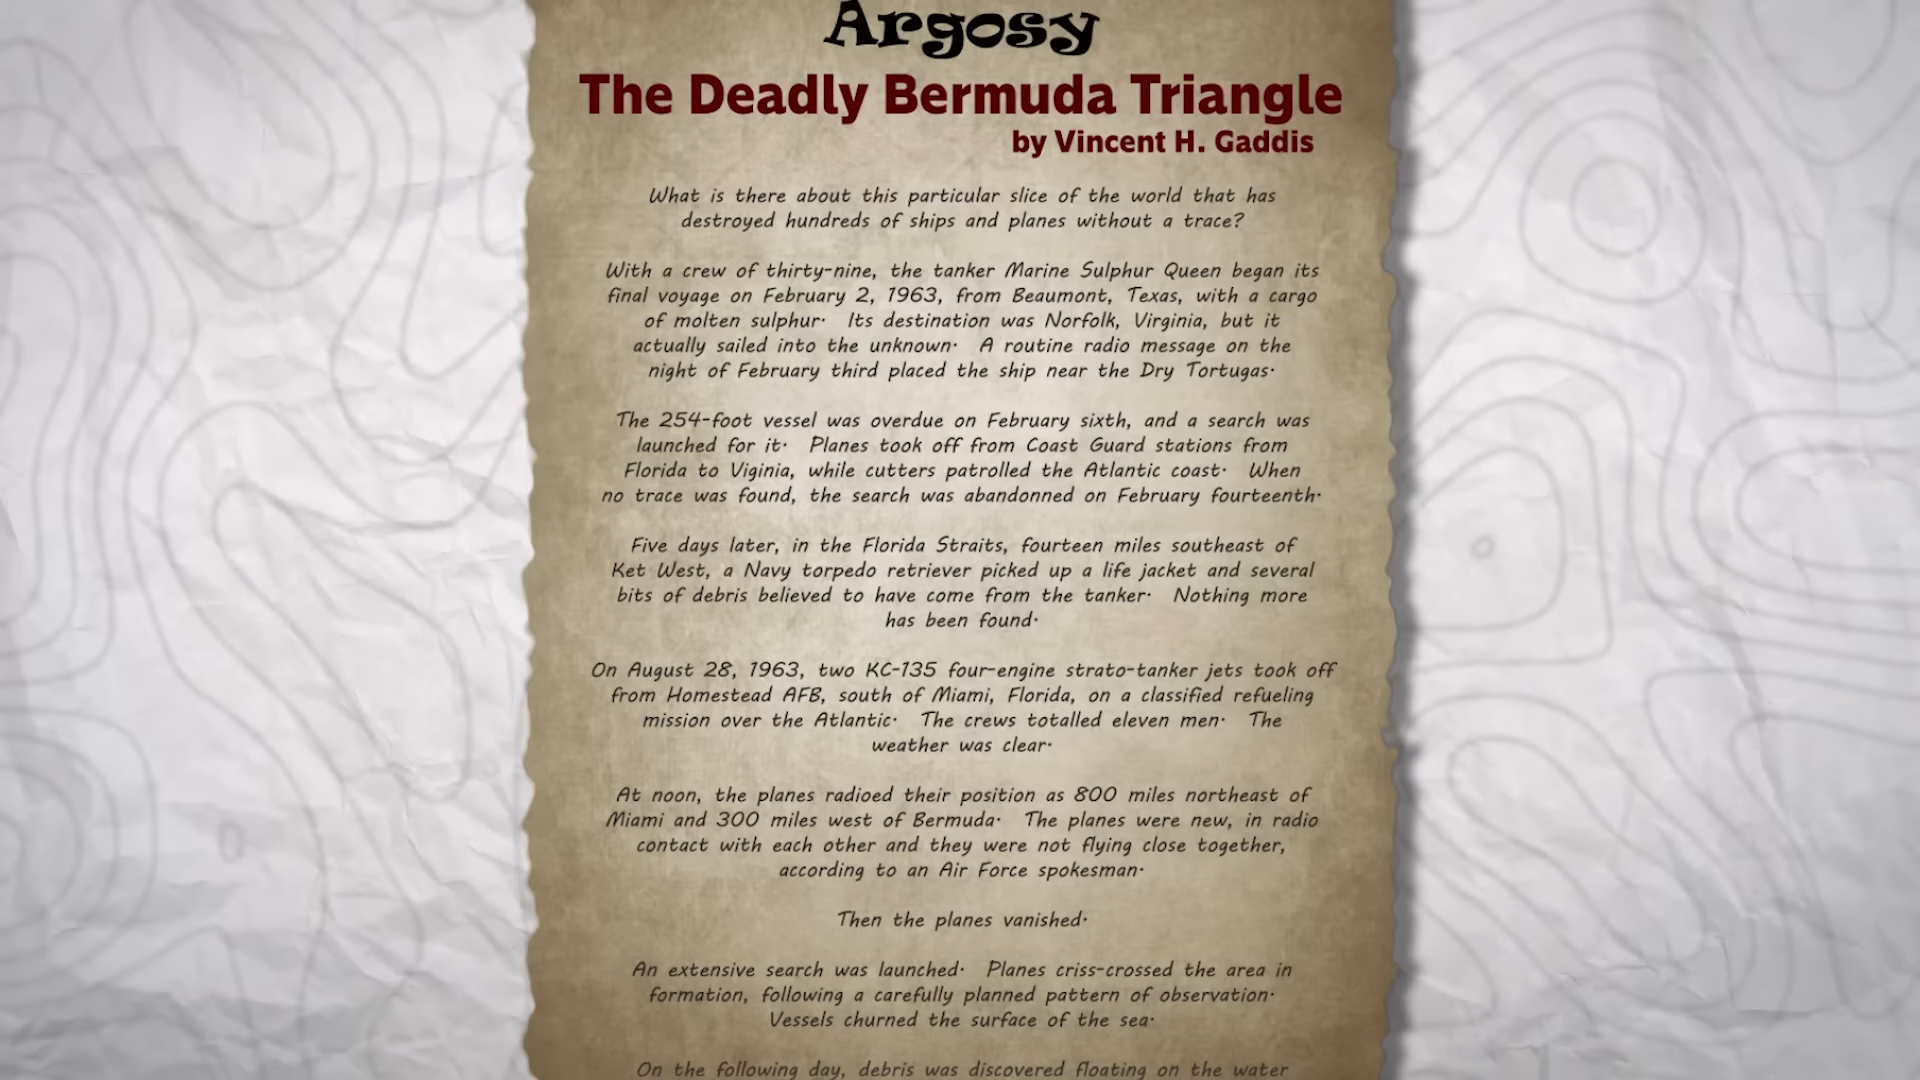 Argosy
The Deadly Bermuda Triangle
by Vincent H. Gaddis
What is there about this particular slice of the world that has
destroyed hundreds of ships and planes without a trace?
With a crew of thirty-nine, the tanker Marine Sulphur Queen began its
final voyage on February 2, 1963, from Beaumont, Texas, with a cargo
of molten sulphur· Its destination was Norfolk, Virginia, but it
actually sailed into the unknown· A routine radio message on the
night of February third placed the ship near the Dry Tortugas·
The 254-foot vessel was overdue on February sixth, and a search was
launched for it· Planes took off from Coast Guard stations from
Florida to Viginia, while cutters patrolled the Atlantic coast· When
no trace was found, the search was abandonned on February fourteenth·
Five days later, in the Florida Straits, fourteen miles southeast of
Ket West, a Navy torpedo retriever picked up a life jacket and several
bits of debris believed to have come from the tanker· Nothing more
has been found·
On August 28, 1963, two KC-135 four-engine strato-tanker jets took off
from Homestead AFB, south of Miami, Florida, on a classified refueling
mission over the Atlantic· The crews totalled eleven men· The
weather was clear·
At noon, the planes radioed their position as 800 miles northeast of
Miami and 300 miles west of Bermuda· The planes were new, in radio
contact with each other and they were not flying close together,
according to an Air Force spokesman·
Then the planes vanished·
An extensive search was launched· Planes criss-crossed the area in
formation, following a carefully planned pattern of observation·
Vessels churned the surface of the sea·
On the following day, debris was discovered floating on the water